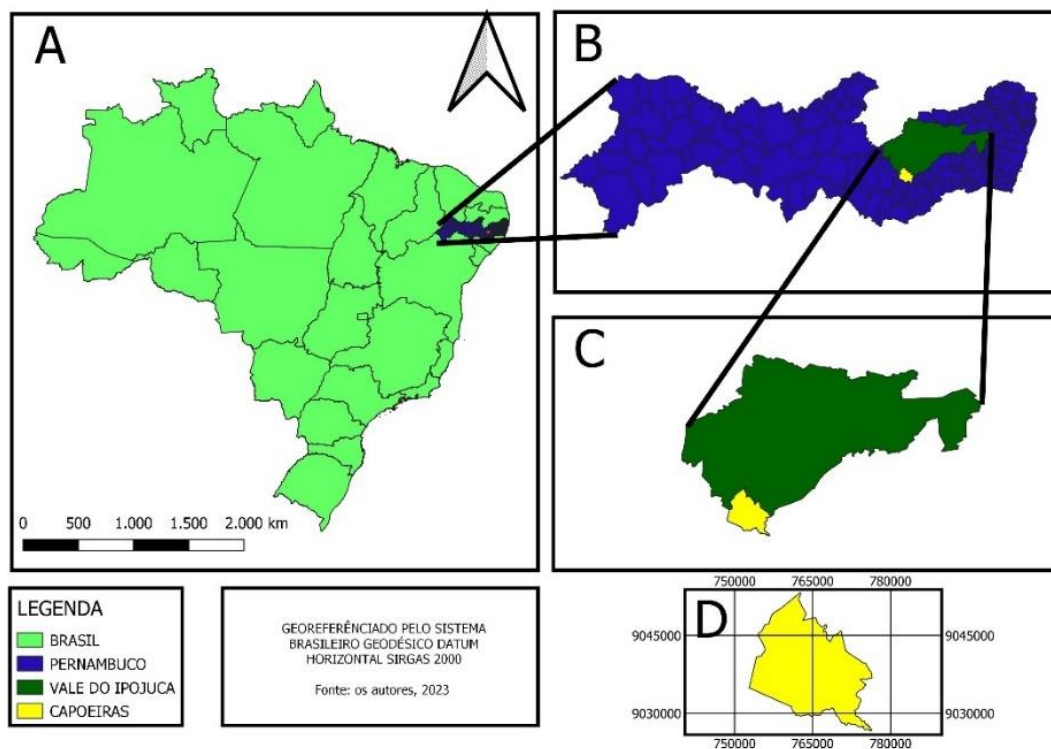 A
B
C
0 500 1.000 1.500 2.000 km
LEGENDA
BRASIL
PERNAMBUCO
VALE DO IPOJUCA
CAPOEIRAS
GEOREFERÊNCIADO PELO SISTEMA
BRASILEIRO GEODÉSICO DATUM
HORIZONTAL SIRGAS 2000
Fonte: os autores, 2023
750000 765000 780000
D
9045000 9045000
9030000 9030000
750000 765000 780000